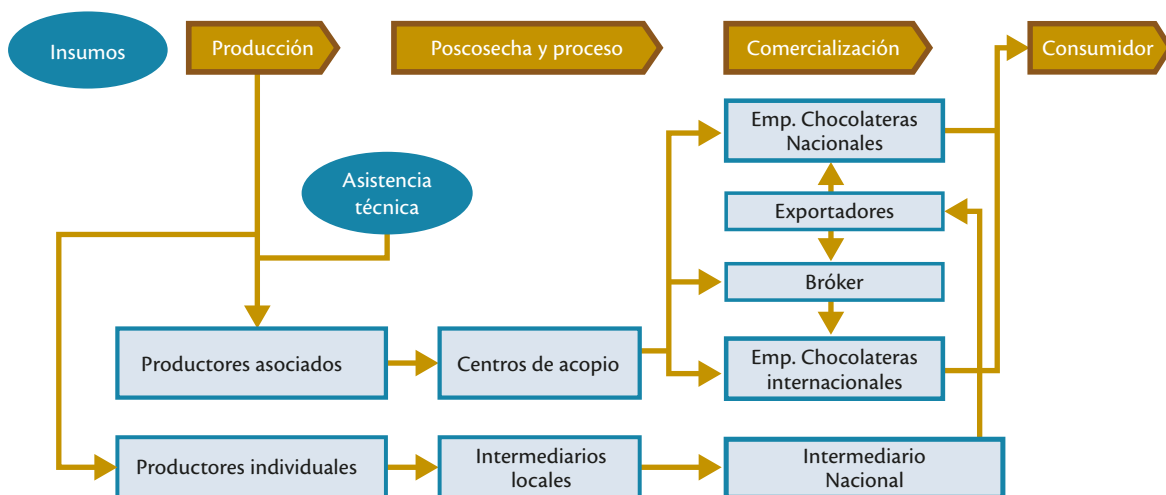 Insumos
Producción
Poscosecha y proceso
Comercialización
Consumidor
Emp. Chocolateras
Nacionales
Asistencia
técnica
Exportadores
Bróker
Productores asociados
Centros de acopio
Emp. Chocolateras
internacionales
Productores individuales
Intermediarios
locales
Intermediario
Nacional